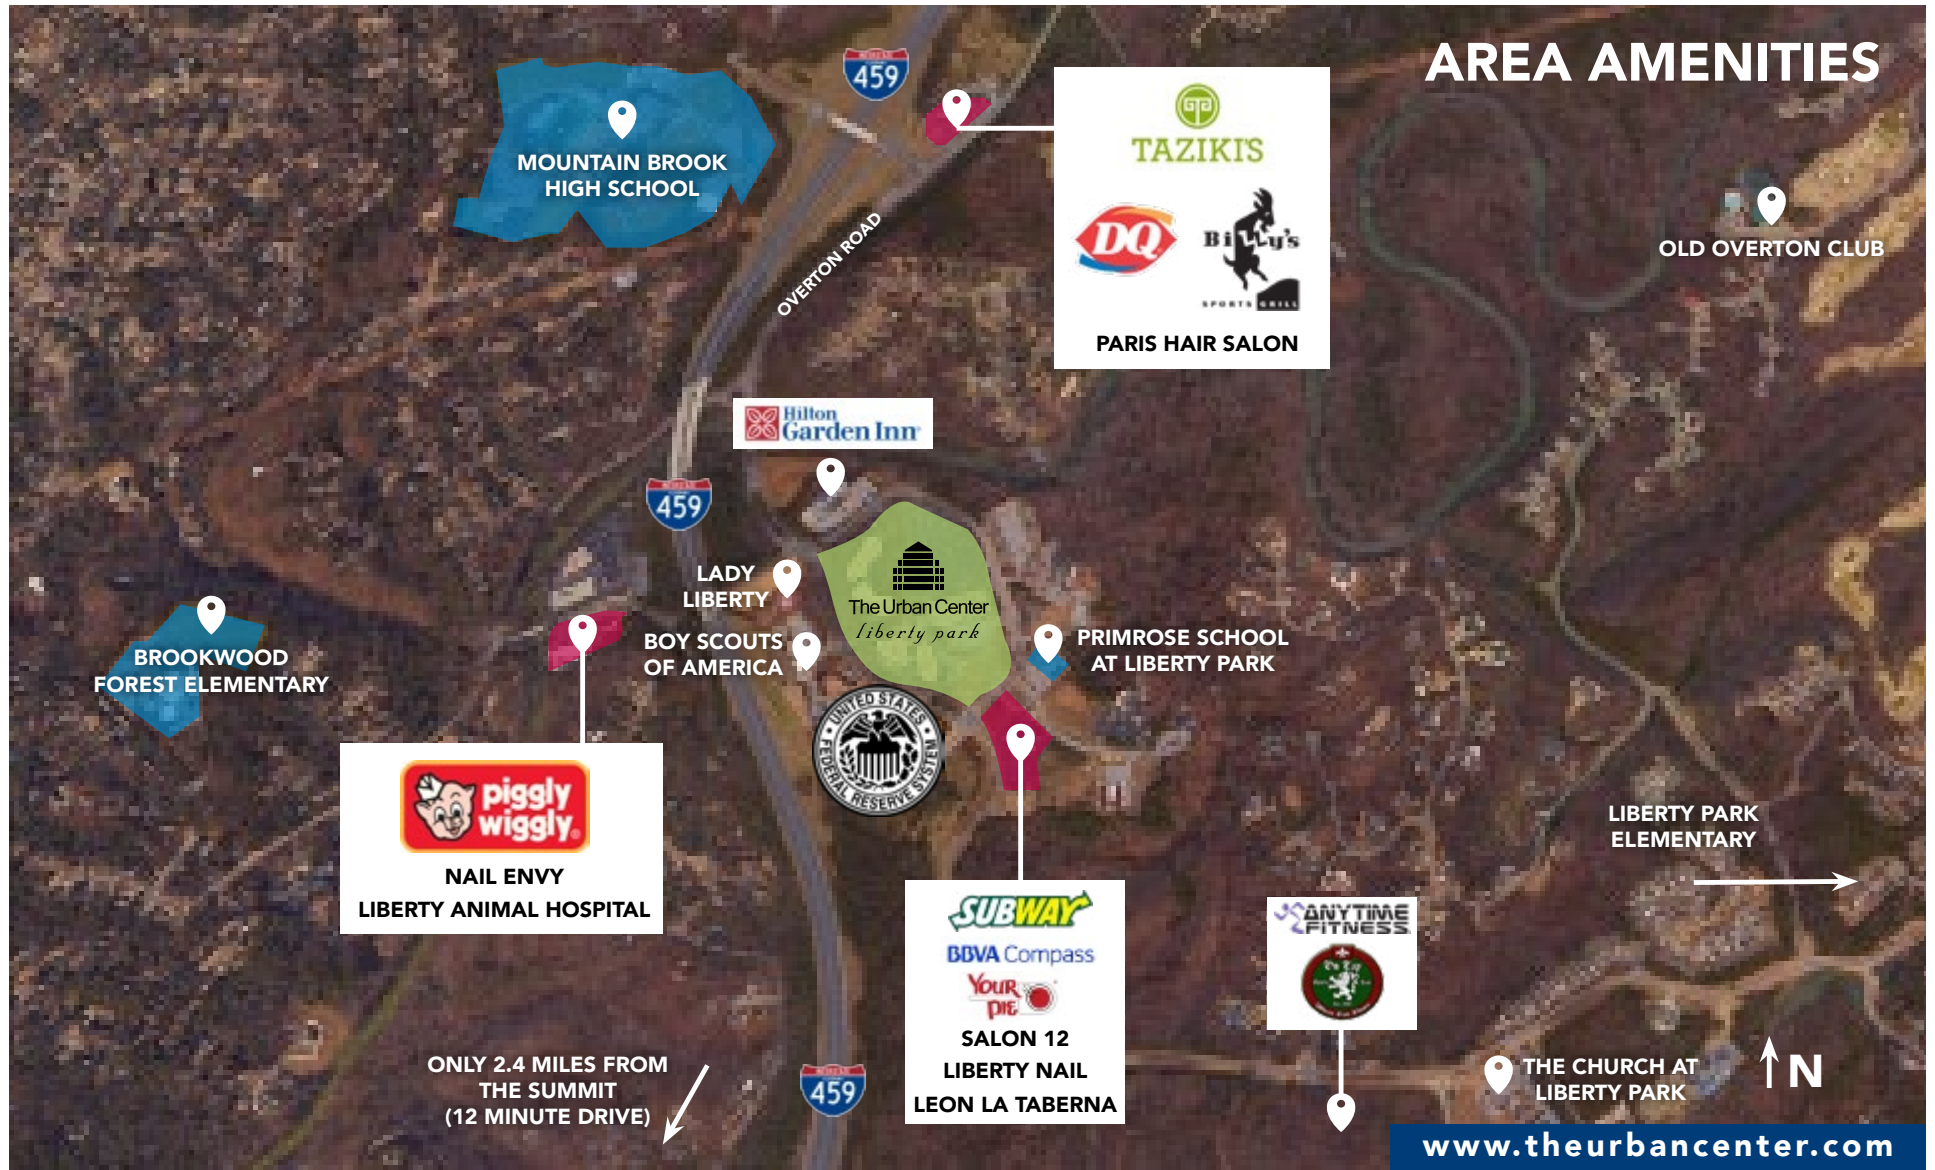 AREA AMENITIES
459
MOUNTAIN BROOK
HIGH SCHOOL
OVERTON ROAD
TAZIKI'S
DQ
Billy's
SPORTS GRILL
PARIS HAIR SALON
OLD OVERTON CLUB
Hilton
Garden Inn
459
LADY
LIBERTY
The Urban Center
liberty park
BOY SCOUTS
OF AMERICA
PRIMROSE SCHOOL
AT LIBERTY PARK
BROOKWOOD
FOREST ELEMENTARY
UNITED STATES
FEDERAL RESERVE SYSTEM
piggly
wiggly®
NAIL ENVY
LIBERTY ANIMAL HOSPITAL
LIBERTY PARK
ELEMENTARY
SUBWAY
BBVA Compass
YOUR
PIE
SALON 12
LIBERTY NAIL
LEON LA TABERNA
ANYTIME
FITNESS
ONLY 2.4 MILES FROM
THE SUMMIT
(12 MINUTE DRIVE)
459
THE CHURCH AT
LIBERTY PARK
N
www.theurbancenter.com